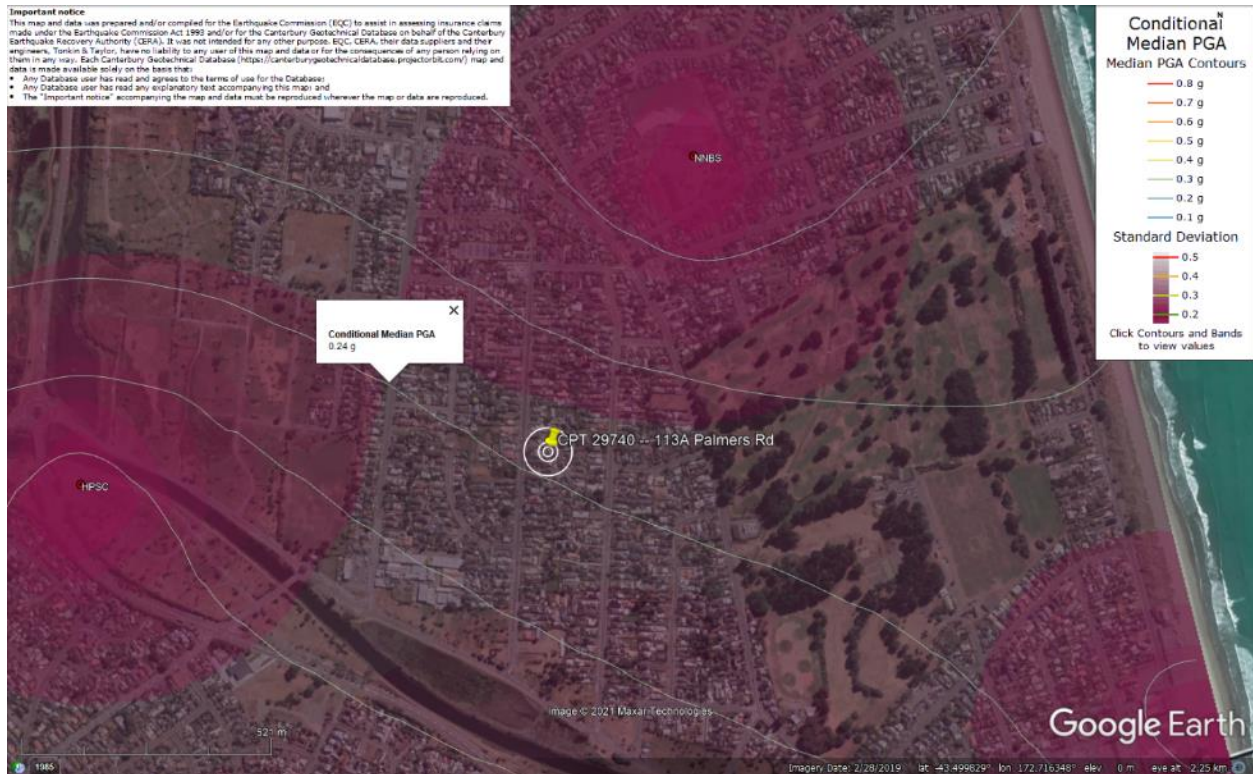 Important notice
This map and data was prepared and/or compiled for the Earthquake Commission (EQC) to assist in assessing insurance claims
made under the Earthquake Commission Act 1993 and/or for the Canterbury Geotechnical Database on behalf of the Canterbury
Earthquake Recovery Authority (CERA). It was not intended for any other purpose. EQC, CERA, their data suppliers and their
engineers, Tonkin & Taylor, have no liability to any user of this map and data or for the consequences of any person relying on
them in any way. Each Canterbury Geotechnical Database (https://canterburygeotechnicaldatabase.projectorbit.com/) map and
data is made available solely on the basis that:
• Any Database user has read and agrees to the terms of use for the Database;
• Any Database user has read any explanatory text accompanying this map; and
• The "Important notice" accompanying the map and data must be reproduced wherever the map or data are reproduced.
N
Conditional
Median PGA
Median PGA Contours
0.8 g
0.7 g
0.6 g
0.5 g
0.4 g
0.3 g
0.2 g
0.1 g
Standard Deviation
0.5
0.4
0.3
0.2
Click Contours and Bands
to view values
NNBS
Conditional Median PGA
0.24 g
CPT 29740 -- 113A Palmers Rd
HPSC
Image © 2021 Maxar Technologies
Google Earth
521 m
1985
Imagery Date: 2/28/2019 lat -43.499829° lon 172.716348° elev 0 m eye alt 2.25 km